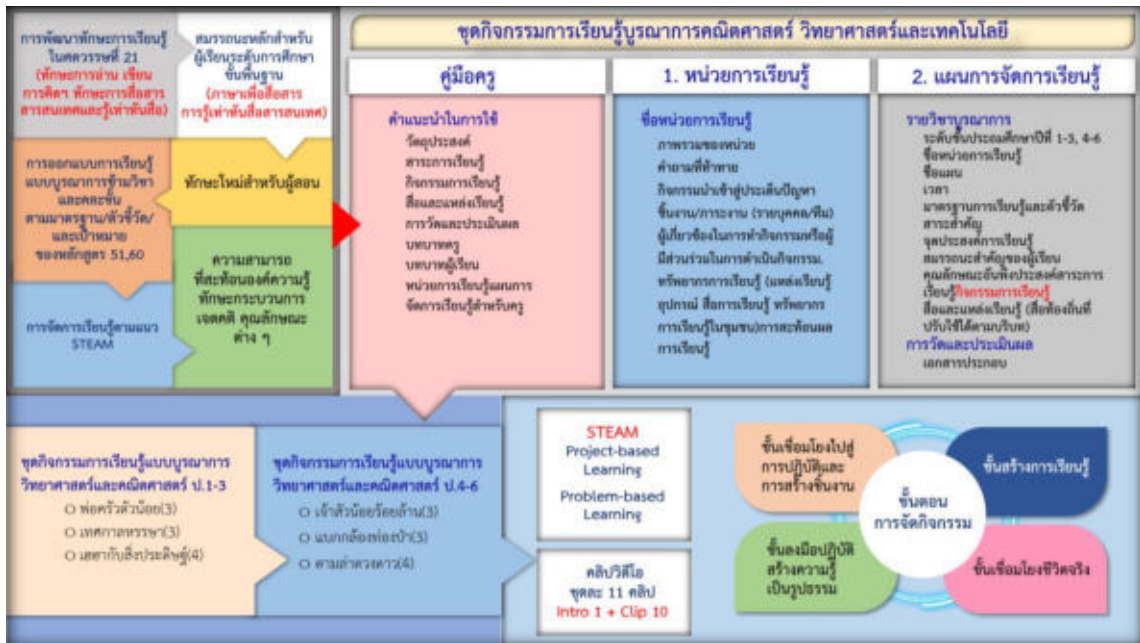 การพัฒนาทักษะการเรียนรู้
ในศตวรรษที่ 21
(ทักษะการอ่าน เขียน
การคิดฯ ทักษะการสื่อสาร
สารสนเทศและรู้เท่าทันสื่อ)
สมรรถนะหลักสำหรับ
ผู้เรียนระดับการศึกษา
ขั้นพื้นฐาน
(ภาษาเพื่อสื่อสาร
การรู้เท่าทันสื่อสารสนเทศ)
การออกแบบการเรียนรู้
แบบบูรณาการข้ามวิชา
และคละชั้น
ตามมาตรฐาน/ตัวชี้วัด/
และเป้าหมาย
ของหลักสูตร 51,60
ทักษะใหม่สำหรับผู้สอน
การจัดการเรียนรู้ตามแนว
STEAM
ความสามารถ
ที่สะท้อนองค์ความรู้
ทักษะกระบวนการ
เจตคติ คุณลักษณะ
ต่าง ๆ
ชุดกิจกรรมการเรียนรู้บูรณาการคณิตศาสตร์ วิทยาศาสตร์และเทคโนโลยี
คู่มือครู
คำแนะนำในการใช้
วัตถุประสงค์
สาระการเรียนรู้
กิจกรรมการเรียนรู้
สื่อและแหล่งเรียนรู้
การวัดและประเมินผล
บทบาทครู
บทบาทผู้เรียน
หน่วยการเรียนรู้แผนการ
จัดการเรียนรู้สำหรับครู
1. หน่วยการเรียนรู้
ชื่อหน่วยการเรียนรู้
ภาพรวมของหน่วย
คำถามที่ท้าทาย
กิจกรรมนำเข้าสู่ประเด็นปัญหา
ชิ้นงาน/ภาระงาน (รายบุคคล/ทีม)
ผู้เกี่ยวข้องในการทำกิจกรรมหรือผู้
มีส่วนร่วมในการดำเนินกิจกรรม.
ทรัพยากรการเรียนรู้ (แหล่งเรียนรู้
อุปกรณ์ สื่อการเรียนรู้ ทรัพยากร
การเรียนรู้ในชุมชน)การสะท้อนผล
การเรียนรู้
2. แผนการจัดการเรียนรู้
รายวิชาบูรณาการ
ระดับชั้นประถมศึกษาปีที่ 1-3, 4-6
ชื่อหน่วยการเรียนรู้
ชื่อแผน
เวลา
มาตรฐานการเรียนรู้และตัวชี้วัด
สาระสำคัญ
จุดประสงค์การเรียนรู้
สมรรถนะสำคัญของผู้เรียน
คุณลักษณะอันพึงประสงค์สาระการ
เรียนรู้กิจกรรมการเรียนรู้
สื่อและแหล่งเรียนรู้ (สื่อท้องถิ่นที่
ปรับใช้ได้ตามบริบท)
การวัดและประเมินผล
เอกสารประกอบ
ชุดกิจกรรมการเรียนรู้แบบบูรณาการ
วิทยาศาสตร์และคณิตศาสตร์ ป.1-3
พ่อครัวตัวน้อย(3)
เทศกาลหรรษา(3)
เฮฮากับสิ่งประดิษฐ์(4)
ชุดกิจกรรมการเรียนรู้แบบบูรณาการ
วิทยาศาสตร์และคณิตศาสตร์ ป.4-6
เจ้าสัวน้อยร้อยล้าน(3)
แบกกล้องท่องป่า(3)
ตามล่าดวงดาว(4)
STEAM
Project-based
Learning
Problem-based
Learning
คลิปวิดีโอ
ชุดละ 11 คลิป
Intro 1 + Clip 10
ขั้นเชื่อมโยงไปสู่
การปฏิบัติและ
การสร้างชิ้นงาน
ขั้นสร้างการเรียนรู้
ขั้นตอน
การจัดกิจกรรม
ขั้นลงมือปฏิบัติ
สร้างความรู้
เป็นรูปธรรม
ขั้นเชื่อมโยงชีวิตจริง